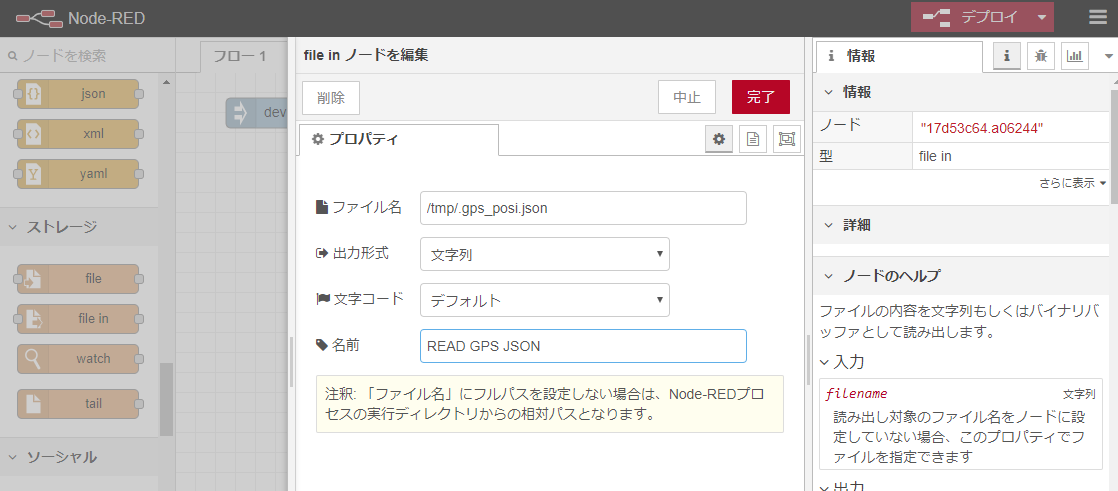 Node-RED
デプロイ
ノードを検索
json
xml
yaml
ストレージ
file
file in
watch
tail
ソーシャル
フロー 1
dev
file in ノードを編集
削除
中止
完了
プロパティ
ファイル名
/tmp/.gps_posi.json
出力形式
文字列
文字コード
デフォルト
名前
READ GPS JSON
注釈: 「ファイル名」にフルパスを設定しない場合は、Node-REDプロ
セスの実行ディレクトリからの相対パスとなります。
情報
情報
ノード
"17d53c64.a06244"
型
file in
さらに表示
詳細
ノードのヘルプ
ファイルの内容を文字列もしくはバイナリバ
ッファとして読み出します。
入力
filename
文字列
読み出し対象のファイル名をノードに設
定していない場合、このプロパティでフ
ァイルを指定できます
出力